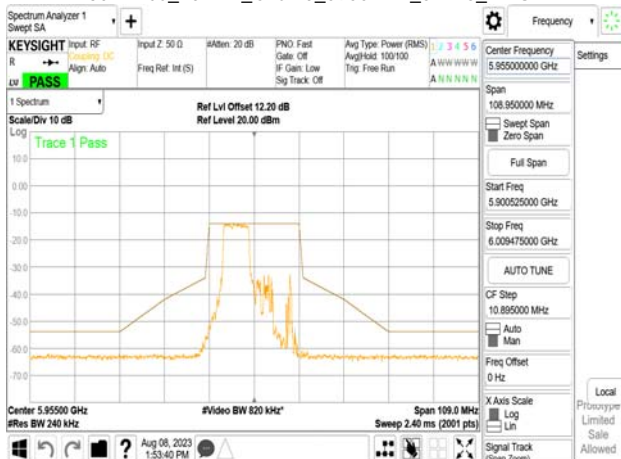 Spectrum Analyzer 1
Swept SA
Frequency
KEYSIGHT
R
LV PASS
Input: RF
Coupling: DC
Align: Auto
Input Z: 50 Ω
Freq Ref: Int (S)
#Atten: 20 dB
PNO: Fast
Gate: Off
IF Gain: Low
Sig Track: Off
Avg Type: Power (RMS)
Avg|Hold: 100/100
Trig: Free Run
1 2 3 4 5 6
A W W W W W
A N N N N N
Center Frequency
5.955000000 GHz
Settings
Span
108.950000 MHz
Swept Span
Zero Span
Full Span
Start Freq
5.900525000 GHz
Stop Freq
6.009475000 GHz
AUTO TUNE
CF Step
10.895000 MHz
Auto
Man
Freq Offset
0 Hz
X Axis Scale
Log
Lin
Signal Track
(Span Zoom)
Local
Prototype
Limited
Sale
Allowed
1 Spectrum
Scale/Div 10 dB
Ref Lvl Offset 12.20 dB
Ref Level 20.00 dBm
Log
Trace 1 Pass
10.0
0.00
-10.0
-20.0
-30.0
-40.0
-50.0
-60.0
-70.0
Center 5.95500 GHz
#Res BW 240 kHz
#Video BW 820 kHz*
Span 109.0 MHz
Sweep 2.40 ms (2001 pts)
?
Aug 08, 2023
1:53:40 PM